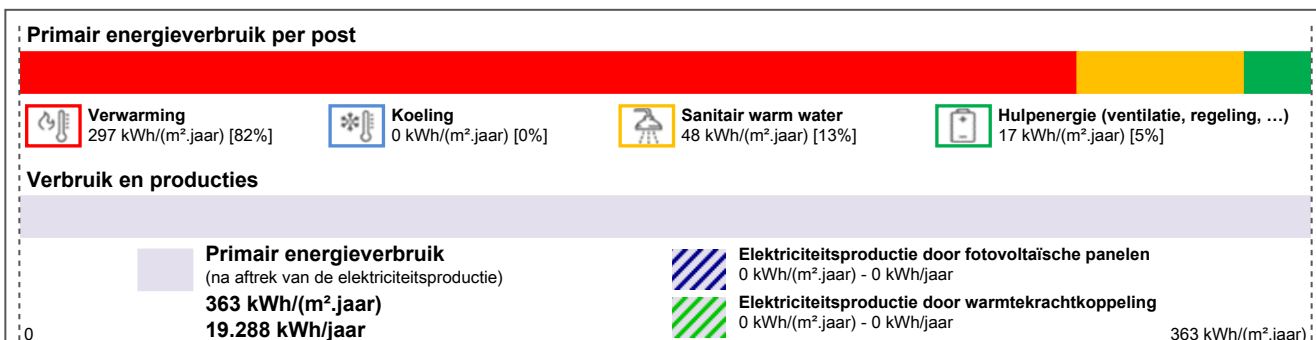 Primair energieverbruik per post
Verwarming
297 kWh/(m².jaar) [82%]
Koeling
0 kWh/(m².jaar) [0%]
Sanitair warm water
48 kWh/(m².jaar) [13%]
Hulpenergie (ventilatie, regeling, …)
17 kWh/(m².jaar) [5%]
Verbruik en producties
Primair energieverbruik
(na aftrek van de elektriciteitsproductie)
363 kWh/(m².jaar)
19.288 kWh/jaar
Elektriciteitsproductie door fotovoltaïsche panelen
0 kWh/(m².jaar) - 0 kWh/jaar
Elektriciteitsproductie door warmtekrachtkoppeling
0 kWh/(m².jaar) - 0 kWh/jaar
0
363 kWh/(m².jaar)